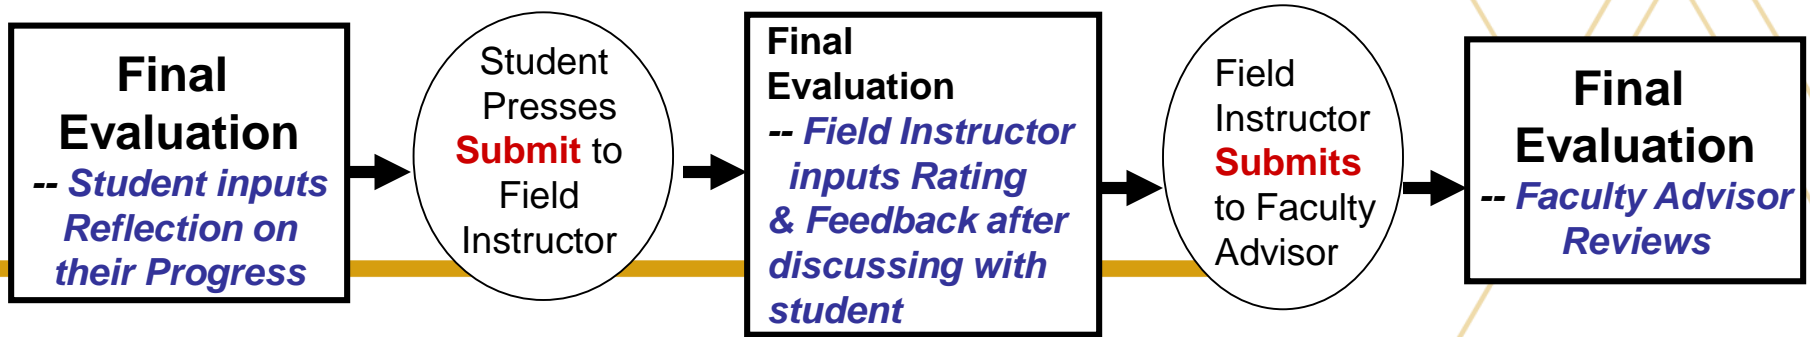 Final
Evaluation
-- Student inputs
Reflection on
their Progress
Student
Presses
Submit to
Field
Instructor
Final
Evaluation
-- Field Instructor
inputs Rating
& Feedback after
discussing with
student
Field
Instructor
Submits
to Faculty
Advisor
Final
Evaluation
-- Faculty Advisor
Reviews